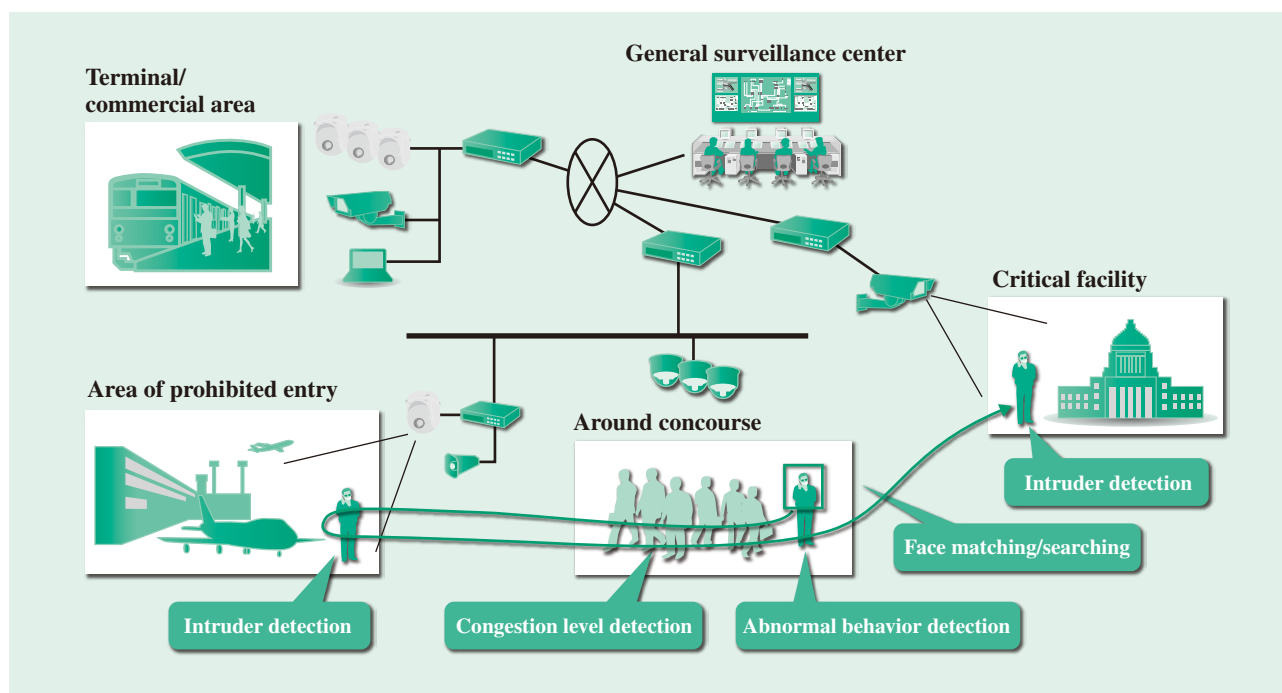 General surveillance center
Terminal/
commercial area
Critical facility
Area of prohibited entry
Around concourse
Intruder detection
Face matching/searching
Intruder detection
Congestion level detection
Abnormal behavior detection